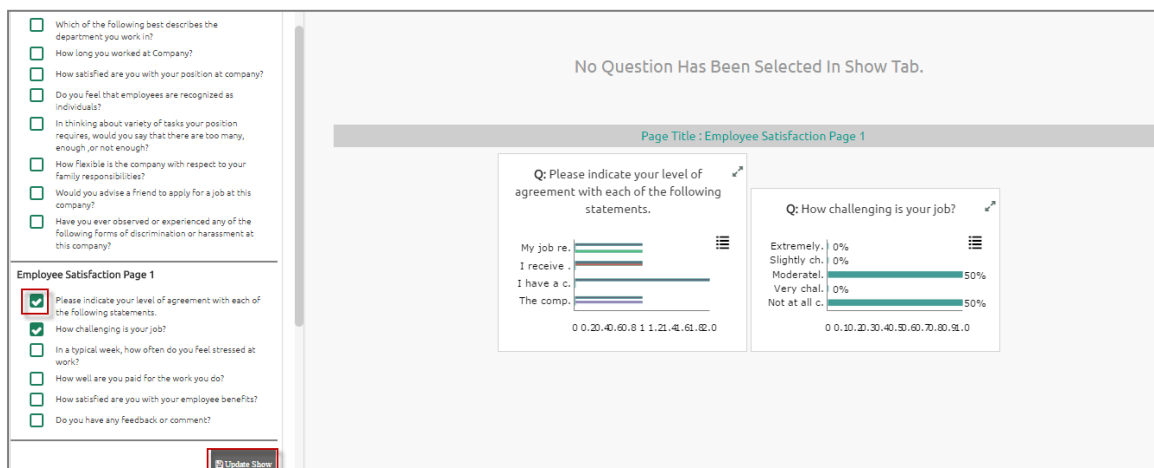 Which of the following best describes the
department you work in?
How long you worked at Company?
How satisfied are you with your position at company?
Do you feel that employees are recognized as
individuals?
In thinking about variety of tasks your position
requires, would you say that there are too many,
enough ,or not enough?
How flexible is the company with respect to your
family responsibilities?
Would you advise a friend to apply for a job at this
company?
Have you ever observed or experienced any of the
following forms of discrimination or harassment at
this company?
Employee Satisfaction Page 1
Please indicate your level of agreement with each of
the following statements.
How challenging is your job?
In a typical week, how often do you feel stressed at
work?
How well are you paid for the work you do?
How satisfied are you with your employee benefits?
Do you have any feedback or comment?
Update Show
No Question Has Been Selected In Show Tab.
Page Title : Employee Satisfaction Page 1
Q: Please indicate your level of
agreement with each of the following
statements.
My job re.
I receive .
I have a c.
The comp.
0 0.20.40.60.8 1 1.21.41.61.82.0
Q: How challenging is your job?
Extremely. 0%
Slightly ch. 0%
Moderatel. 50%
Very chal. 0%
Not at all c. 50%
0 0.10.20.30.40.50.60.70.80.91.0